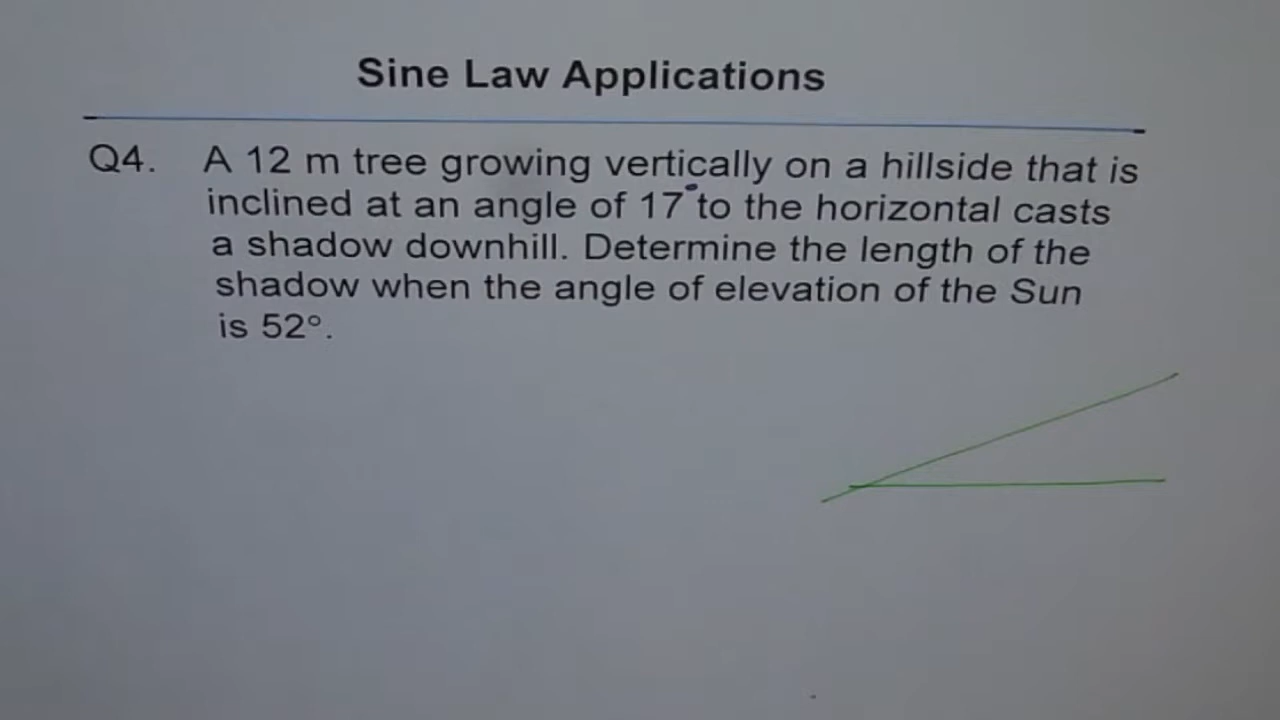 Sine Law Applications
Q4. A 12 m tree growing vertically on a hillside that is
inclined at an angle of 17° to the horizontal casts
a shadow downhill. Determine the length of the
shadow when the angle of elevation of the Sun
is 52°.